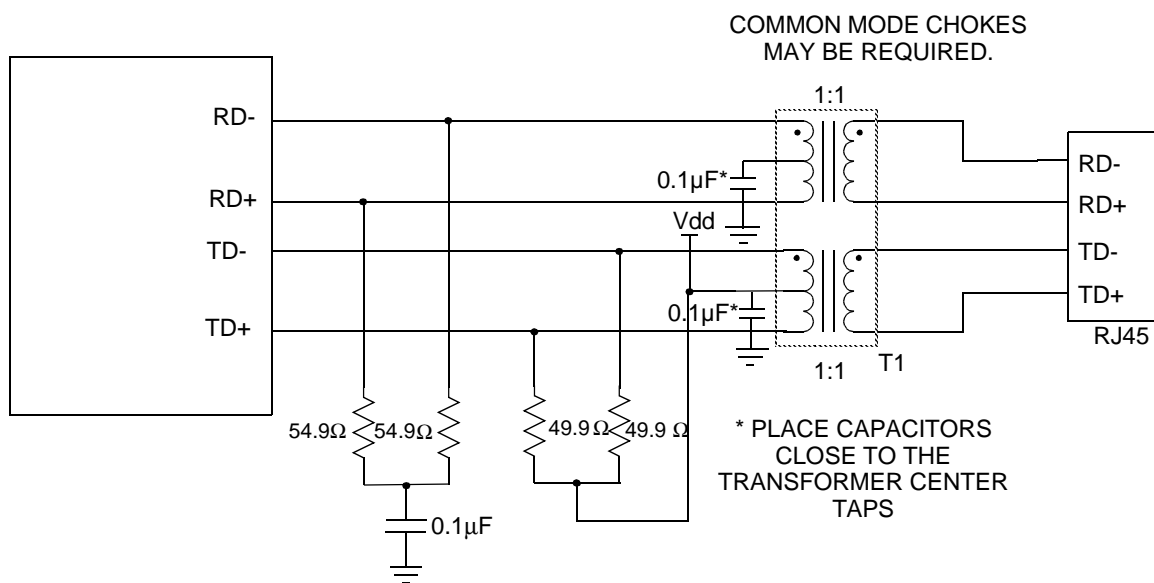 COMMON MODE CHOKES
MAY BE REQUIRED.
1:1
RD-
RD+
TD-
TD+
0.1µF*
Vdd
0.1µF*
RD-
RD+
TD-
TD+
RJ45
1:1
T1
54.9Ω
54.9Ω
49.9 Ω
49.9 Ω
0.1µF
* PLACE CAPACITORS
CLOSE TO THE
TRANSFORMER CENTER
TAPS